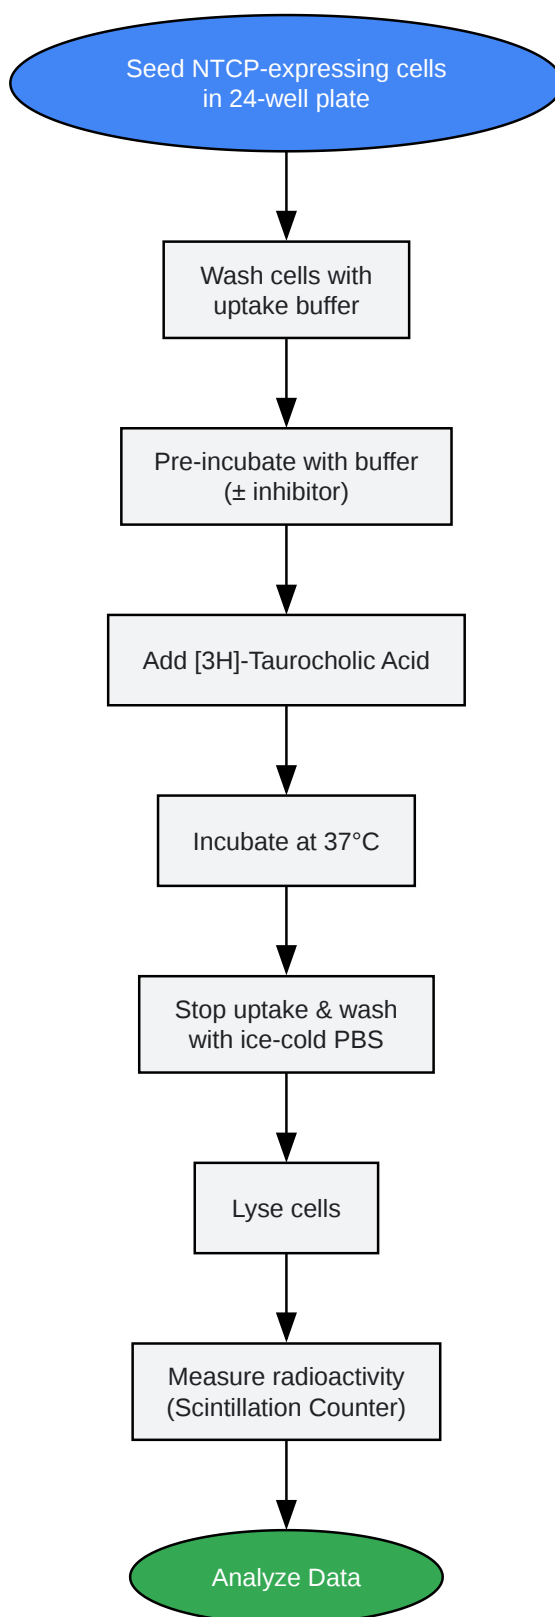 Seed NTCP-expressing cells
in 24-well plate
Wash cells with
uptake buffer
Pre-incubate with buffer
(± inhibitor)
Add [3H]-Taurocholic Acid
Incubate at 37°C
Stop uptake & wash
with ice-cold PBS
Lyse cells
Measure radioactivity
(Scintillation Counter)
Analyze Data